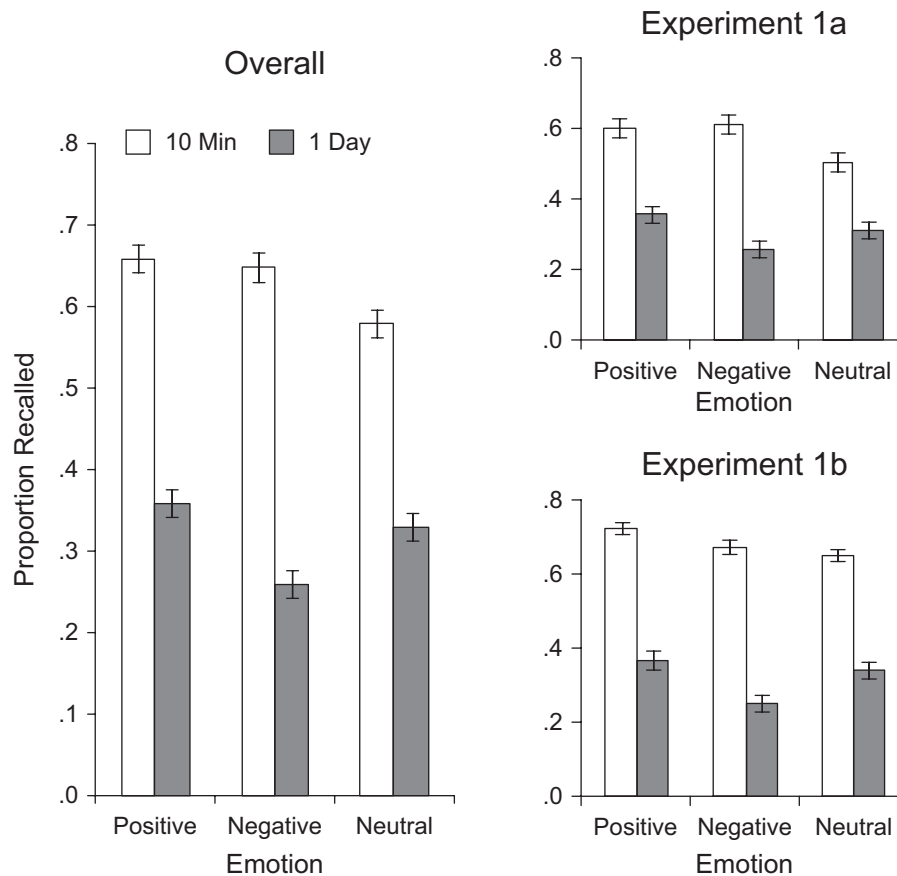 Overall
10 Min 1 Day
.8
.7
.6
.5
.4
.3
.2
.1
.0
Proportion Recalled
Positive Negative Neutral
Emotion
Experiment 1a
.8
.6
.4
.2
.0
Positive Negative Neutral
Emotion
Experiment 1b
.8
.6
.4
.2
.0
Positive Negative Neutral
Emotion